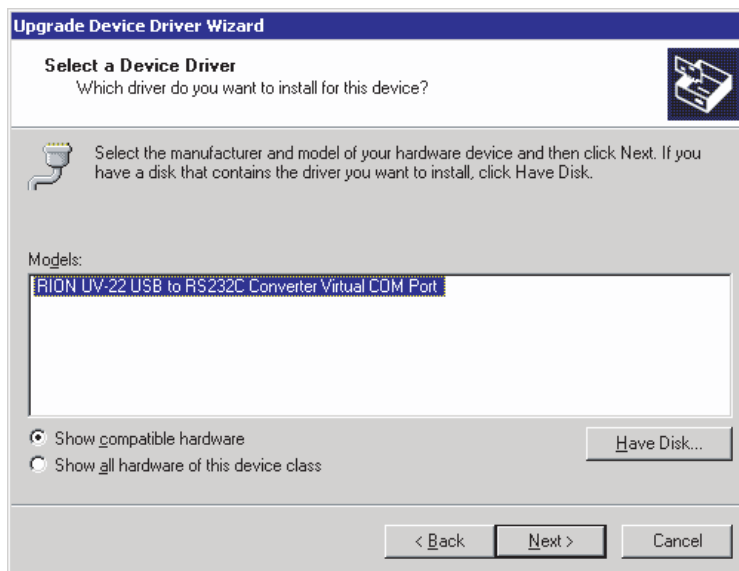 Upgrade Device Driver Wizard
Select a Device Driver
Which driver do you want to install for this device?
Select the manufacturer and model of your hardware device and then click Next. If you
have a disk that contains the driver you want to install, click Have Disk.
Models:
RION UV-22 USB to RS232C Converter Virtual COM Port
Show compatible hardware
Have Disk...
Show all hardware of this device class
< Back
Next >
Cancel